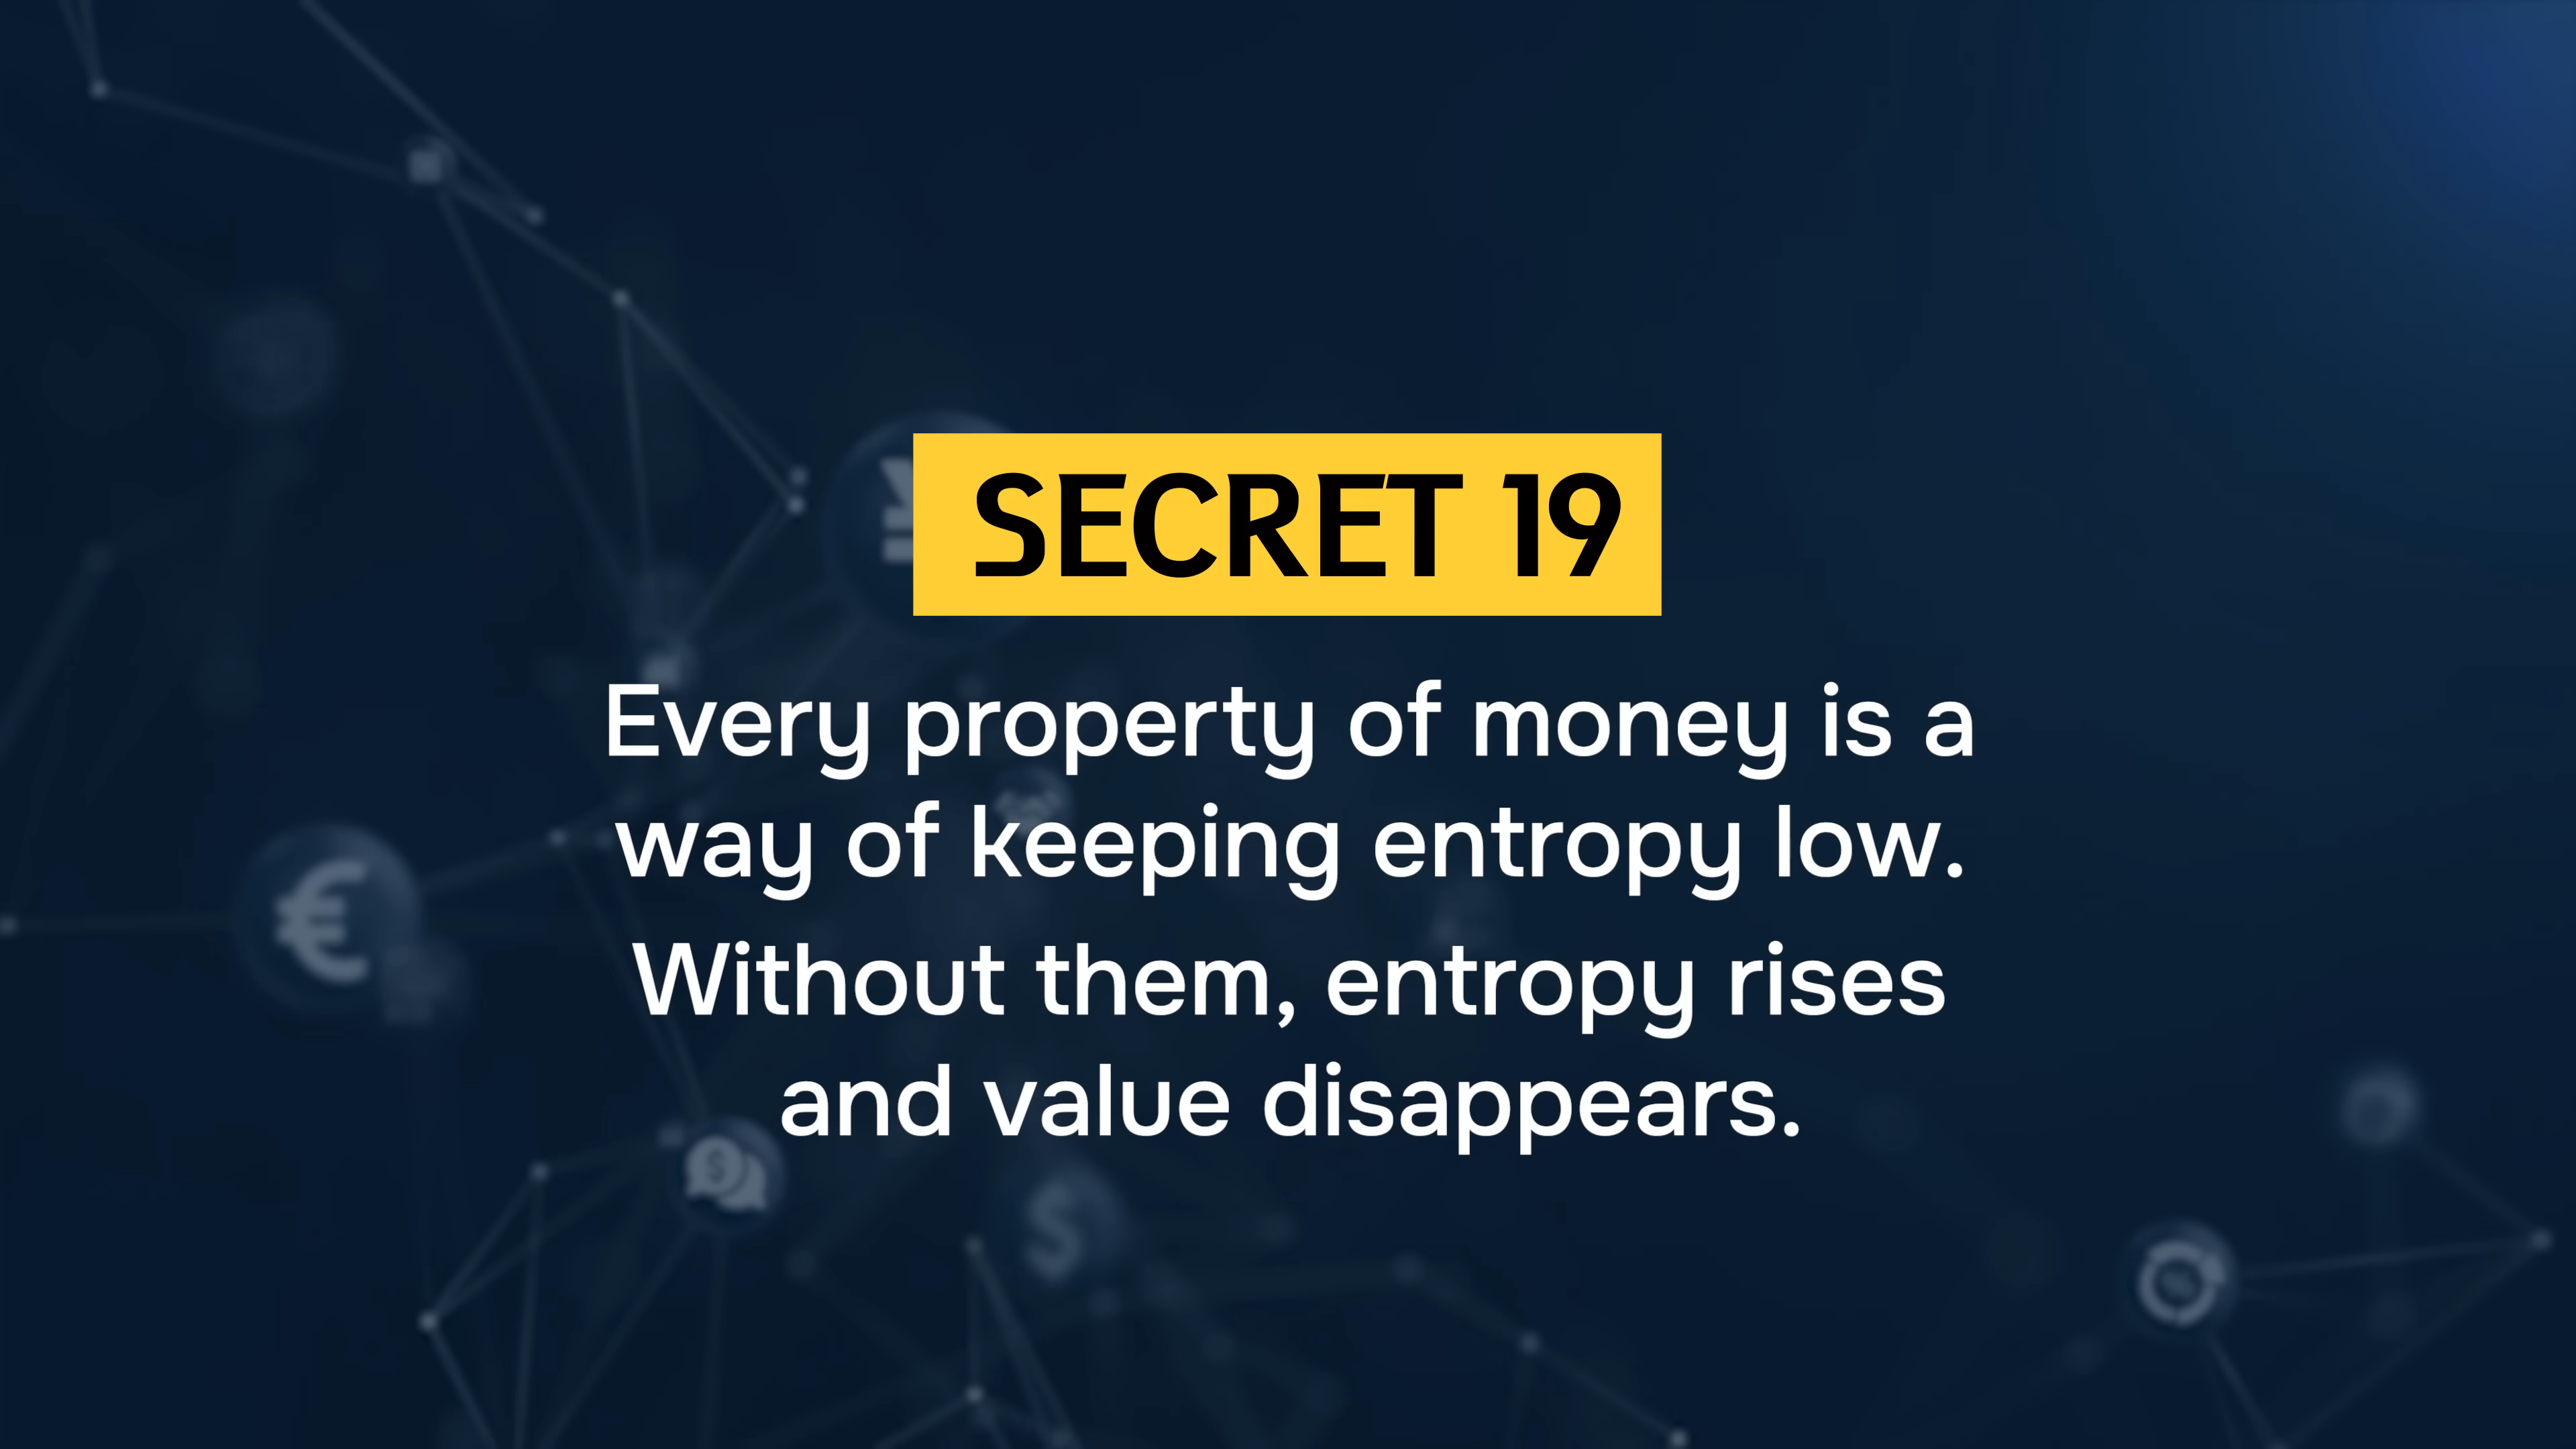 SECRET 19
Every property of money is a
way of keeping entropy low.
Without them, entropy rises
and value disappears.